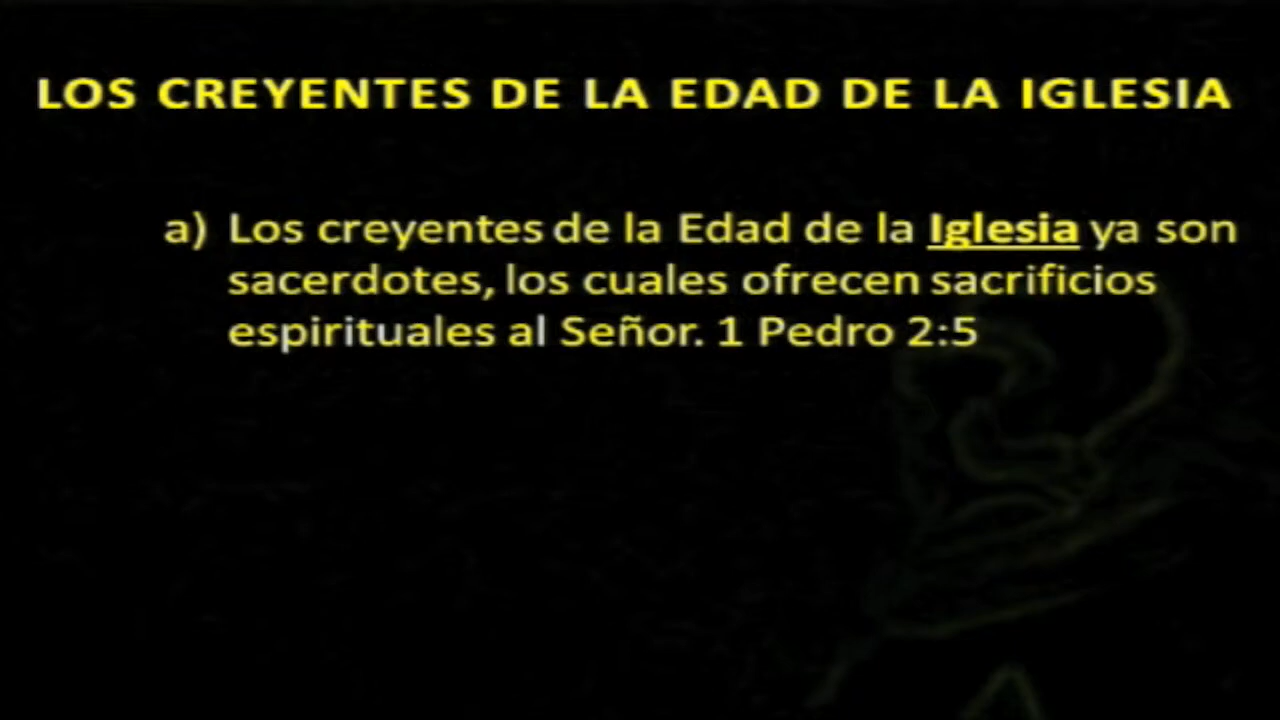 LOS CREYENTES DE LA EDAD DE LA IGLESIA
a) Los creyentes de la Edad de la Iglesia ya son
sacerdotes, los cuales ofrecen sacrificios
espirituales al Señor. 1 Pedro 2:5